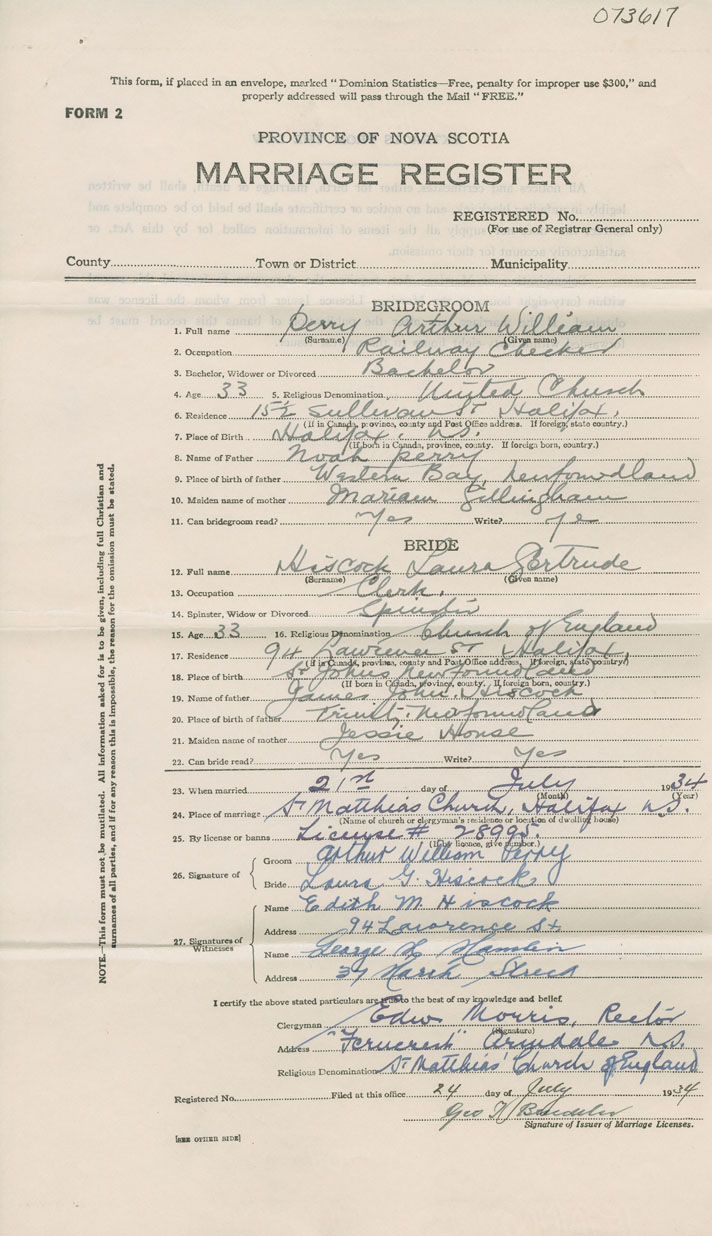 073617
This form, if placed in an envelope, marked "Dominion Statistics—Free, penalty for improper use $300," and
properly addressed will pass through the Mail "FREE."
FORM 2
PROVINCE OF NOVA SCOTIA
MARRIAGE REGISTER
REGISTERED No.
(For use of Registrar General only)
County Town or District Municipality
BRIDEGROOM
1. Full name Perry Arthur William
(Surname) (Given name)
2. Occupation Railway Checker
3. Bachelor, Widower or Divorced Bachelor
4. Age 33 5. Religious Denomination United Church
6. Residence 15½ Sullivan St Halifax,
(If in Canada, province, county and Post Office address. If foreign, state country.)
7. Place of Birth Halifax, N.S.
(If born in Canada, province, county. If foreign born, country.)
8. Name of Father Noah Perry
9. Place of birth of father Western Bay, Newfoundland
10. Maiden name of mother Mariam Gillingham
11. Can bridegroom read? Yes Write? Ye
BRIDE
12. Full name Hiscock Laura Gertrude
(Surname) (Given name)
13. Occupation Clerk.
14. Spinster, Widow or Divorced Spinster
15. Age 33 16. Religious Denomination Church of England
17. Residence 94 Lawrence St Halifax,
(If in Canada, province, county and Post Office address. If foreign, state country)
18. Place of birth St John's Newfoundland
(If born in Canada, province, county. If foreign born, country.)
19. Name of father James John Hiscock
20. Place of birth of father Trinity. Newfoundland
21. Maiden name of mother Jessie House
22. Can bride read? Yes Write? Yes
23. When married 21st day of July 1934
(Month) (Year)
24. Place of marriage St Matthias Church, Halifax N.S.
(Name of church or clergyman's residence or location of dwelling house)
25. By license or banns License # 28995.
(If by licence, give number.)
26. Signature of
Groom Arthur William Perry
Bride Laura G. Hiscock
27. Signatures of Witnesses
Name Edith M. Hiscock
Address 94 Lawrence St
Name George
Address 37 Street
I certify the above stated particulars are true to the best of my knowledge and belief.
Clergyman Edw Morris, Rector
(Signature)
Address "Ferncrest" Armdale N.S.
Religious Denomination St Matthias' Church of England
Registered No. Filed at this office 24 day of July 1934
Geo
Signature of Issuer of Marriage Licenses.
[SEE OTHER SIDE]
NOTE.—This form must not be mutilated. All information asked for is to be given, including full Christian and
surnames of all parties, and if for any reason this is impossible, the reason for the omission must be stated.